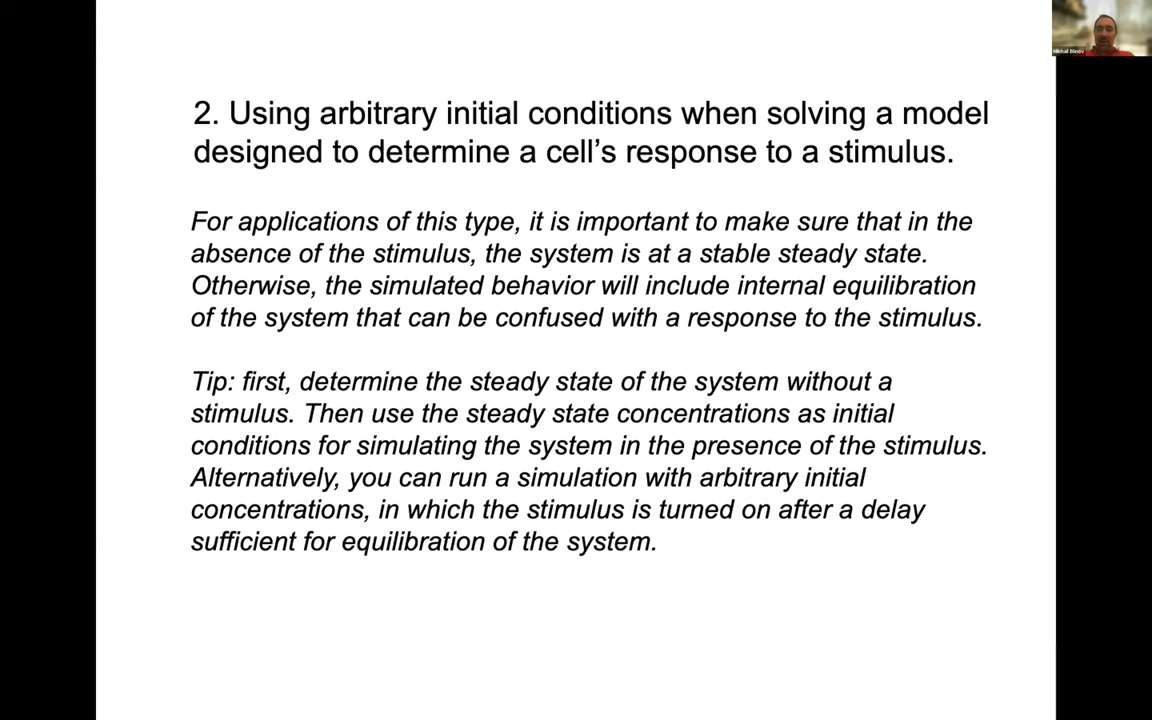 Mikhail Blinov
2. Using arbitrary initial conditions when solving a model
designed to determine a cell’s response to a stimulus.
For applications of this type, it is important to make sure that in the
absence of the stimulus, the system is at a stable steady state.
Otherwise, the simulated behavior will include internal equilibration
of the system that can be confused with a response to the stimulus.
Tip: first, determine the steady state of the system without a
stimulus. Then use the steady state concentrations as initial
conditions for simulating the system in the presence of the stimulus.
Alternatively, you can run a simulation with arbitrary initial
concentrations, in which the stimulus is turned on after a delay
sufficient for equilibration of the system.